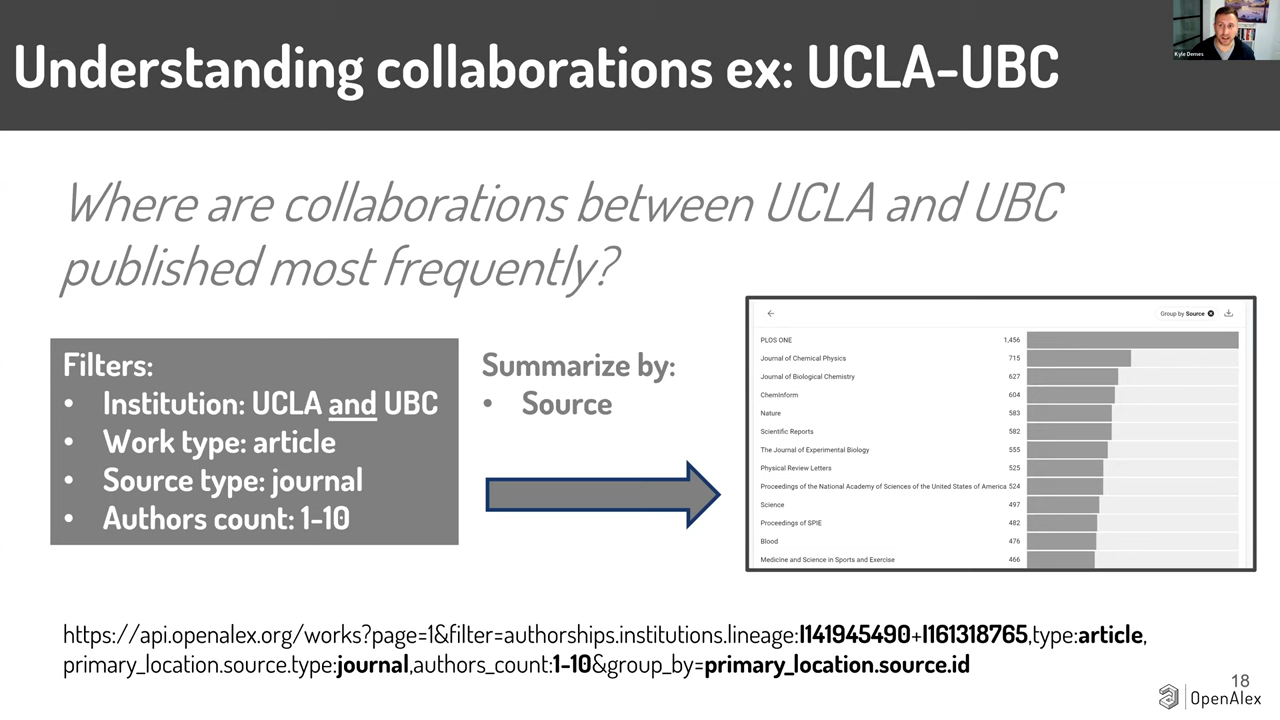 Understanding collaborations ex: UCLA-UBC
Kyle Demes
Where are collaborations between UCLA and UBC
published most frequently?
Filters:
• Institution: UCLA and UBC
• Work type: article
• Source type: journal
• Authors count: 1-10
Summarize by:
• Source
Group by Source
PLOS ONE 1,456
Journal of Chemical Physics 715
Journal of Biological Chemistry 627
ChemInform 604
Nature 583
Scientific Reports 582
The Journal of Experimental Biology 555
Physical Review Letters 525
Proceedings of the National Academy of Sciences of the United States of America 524
Science 497
Proceedings of SPIE 482
Blood 476
Medicine and Science in Sports and Exercise 466
https://api.openalex.org/works?page=1&filter=authorships.institutions.lineage:I141945490+I161318765,type:article,
primary_location.source.type:journal,authors_count:1-10&group_by=primary_location.source.id
18
OpenAlex